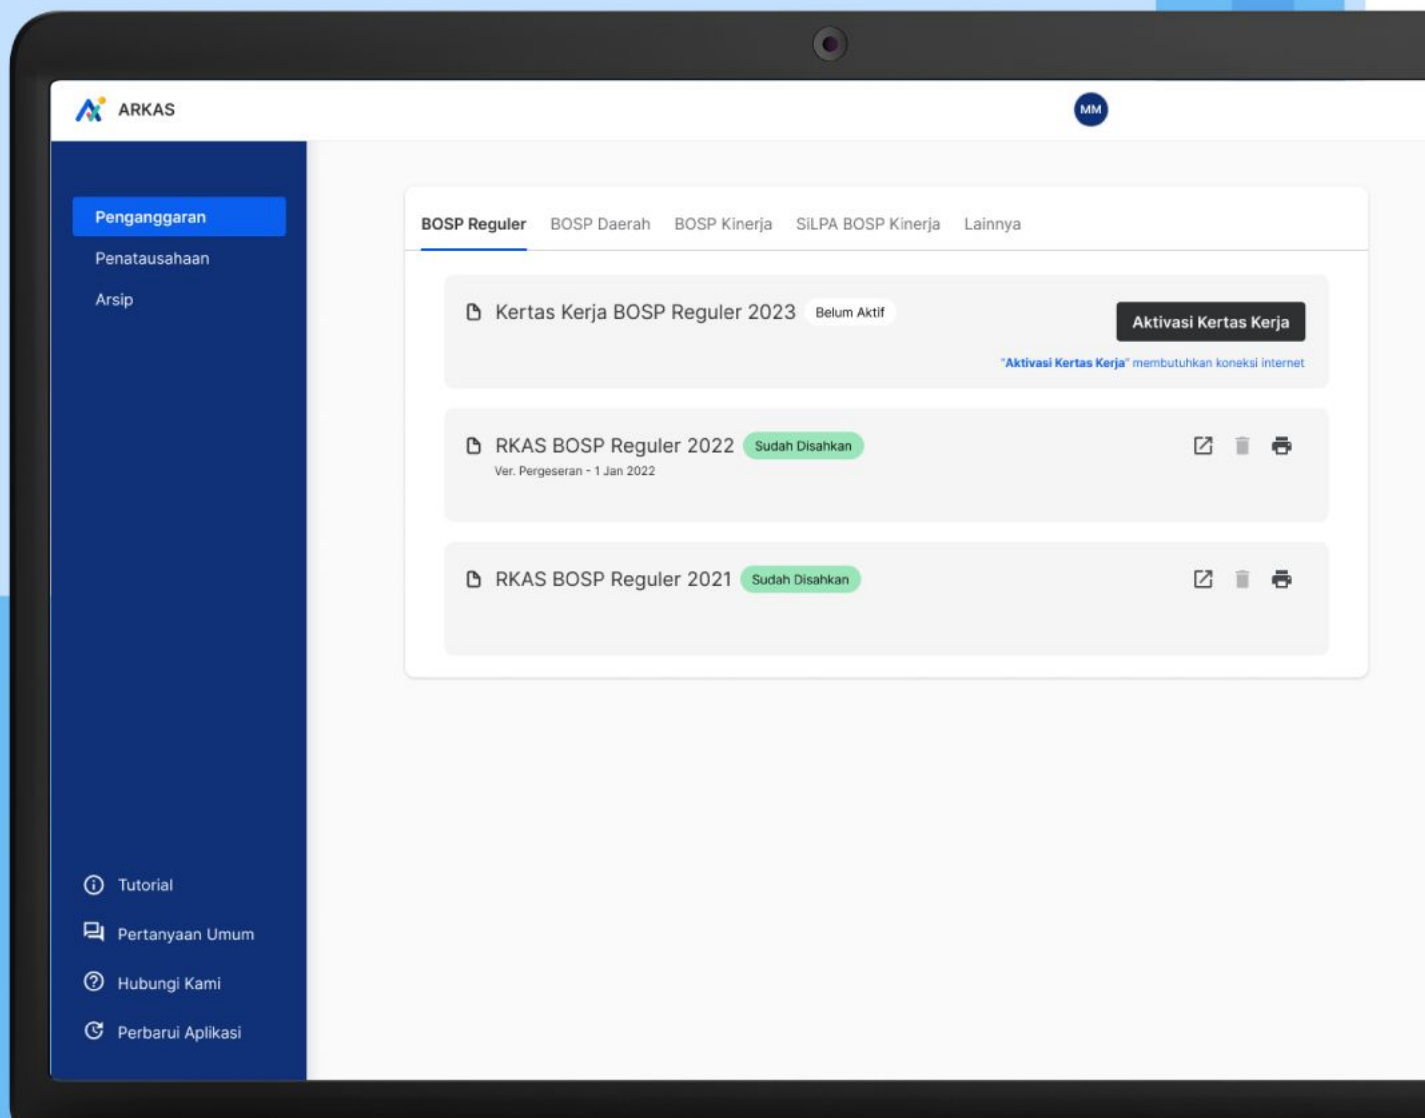 ARKAS
MM
Penganggaran
Penatausahaan
Arsip
BOSP Reguler BOSP Daerah BOSP Kinerja SiLPA BOSP Kinerja Lainnya
Kertas Kerja BOSP Reguler 2023 Belum Aktif
Aktivasi Kertas Kerja
"Aktivasi Kertas Kerja" membutuhkan koneksi internet
RKAS BOSP Reguler 2022 Sudah Disahkan
Ver. Pergeseran - 1 Jan 2022
RKAS BOSP Reguler 2021 Sudah Disahkan
Tutorial
Pertanyaan Umum
Hubungi Kami
Perbarui Aplikasi